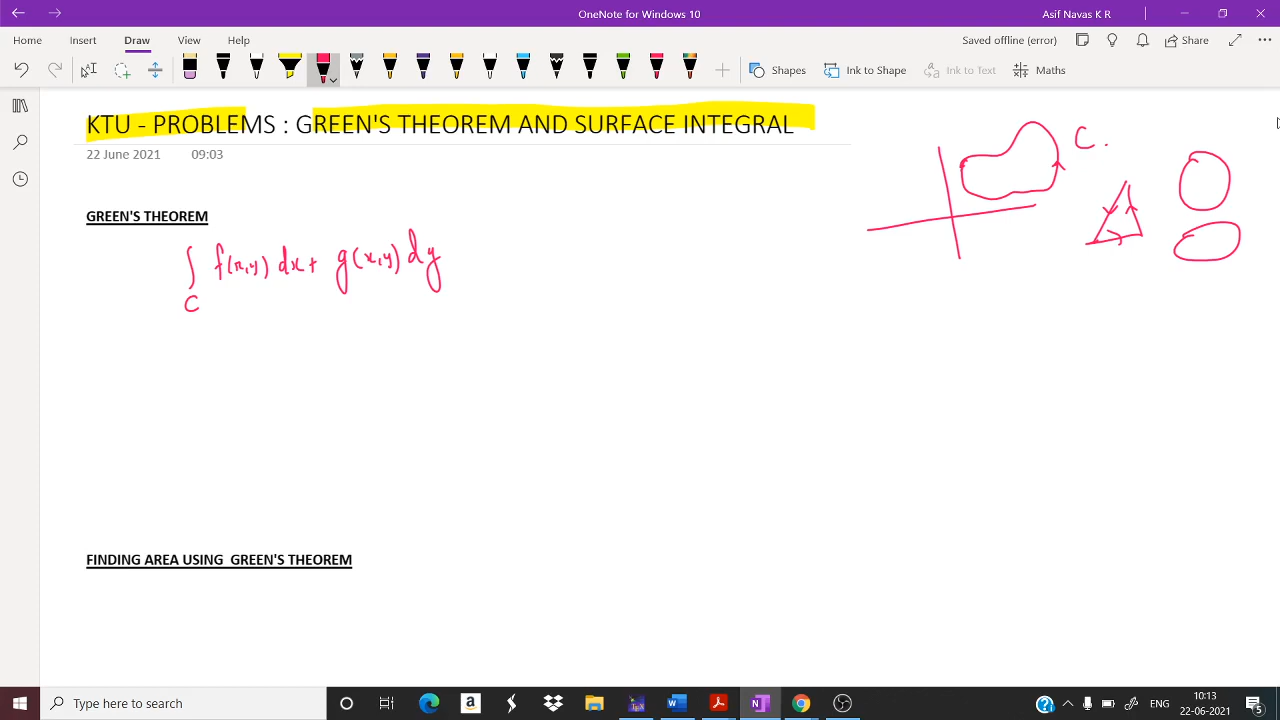 OneNote for Windows 10
Asif Navas K R
Home Insert Draw View Help
Saved offline (error) Share
Shapes Ink to Shape Ink to Text Maths
KTU - PROBLEMS : GREEN'S THEOREM AND SURFACE INTEGRAL
22 June 2021 09:03
C.
GREEN'S THEOREM
∫ f(x,y) dx + g(x,y) dy
C
FINDING AREA USING GREEN'S THEOREM
Type here to search
ENG
10:13
22-06-2021
5